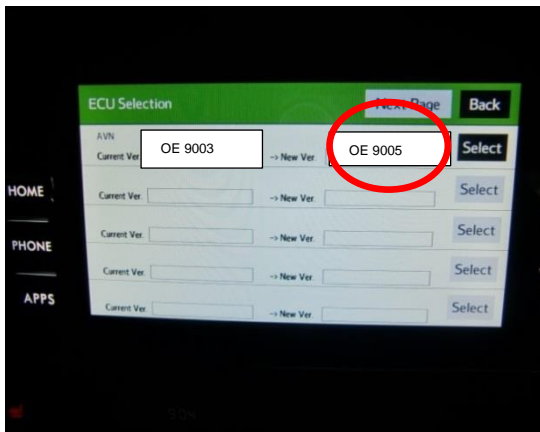 ECU Selection Next Page Back
AVN
Current Ver. OE 9003 -> New Ver. OE 9005 Select
HOME
Current Ver. -> New Ver. Select
Current Ver. -> New Ver. Select
PHONE
Current Ver. -> New Ver. Select
APPS
Current Ver. -> New Ver. Select